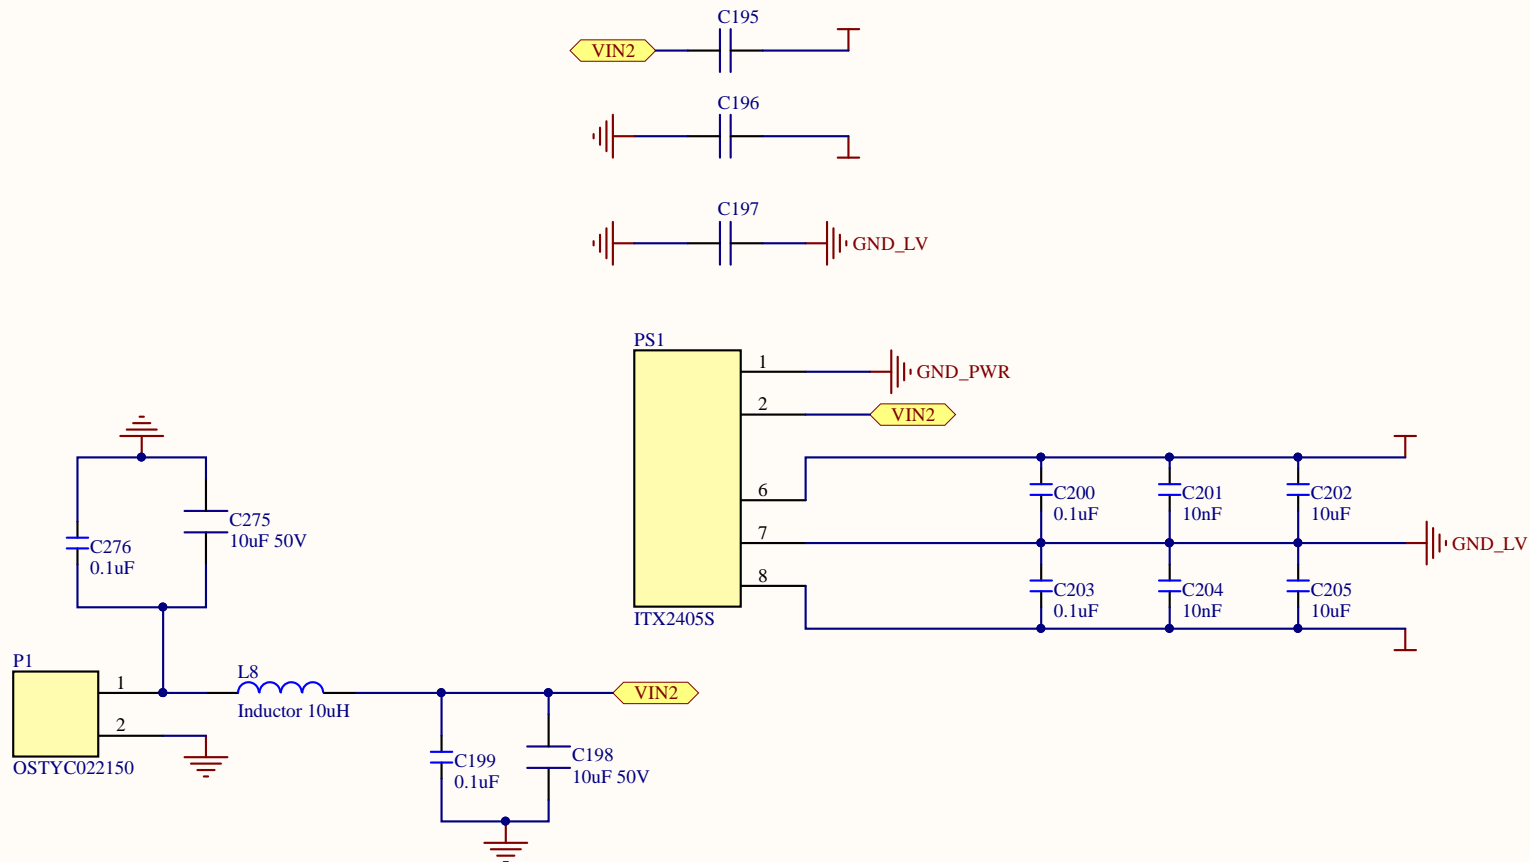 C195
VIN2
C196
C197
GND_LV
PS1
1
GND_PWR
2
VIN2
6
C200
0.1uF
C201
10nF
C202
10uF
7
GND_LV
8
C203
0.1uF
C204
10nF
C205
10uF
ITX2405S
C275
10uF 50V
C276
0.1uF
P1
1
2
OSTYC022150
L8
Inductor 10uH
VIN2
C199
0.1uF
C198
10uF 50V